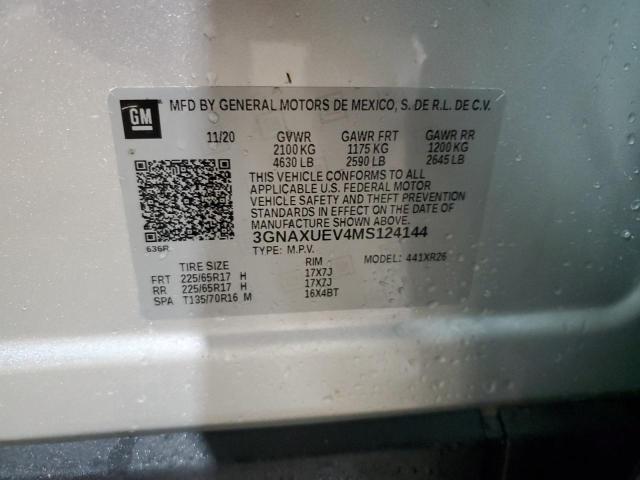 GM
MFD BY GENERAL MOTORS DE MEXICO, S. DE R.L. DE C.V.
11/20 GVWR GAWR FRT GAWR RR
2100 KG 1175 KG 1200 KG
4630 LB 2590 LB 2645 LB
THIS VEHICLE CONFORMS TO ALL
APPLICABLE U.S. FEDERAL MOTOR
VEHICLE SAFETY AND THEFT PREVENTION
STANDARDS IN EFFECT ON THE DATE OF
MANUFACTURE SHOWN ABOVE.
3GNAXUEV4MS124144
636R TYPE: M.P.V. MODEL: 441XR26
TIRE SIZE RIM
FRT 225/65R17 H 17X7J
RR 225/65R17 H 17X7J
SPA T135/70R16 M 16X4BT